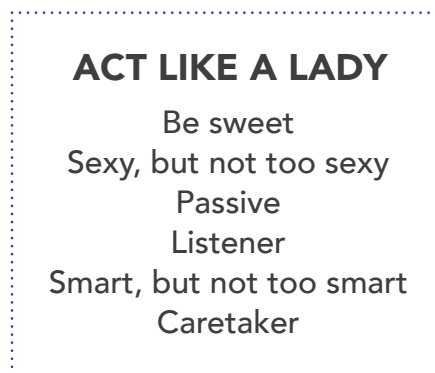 ACT LIKE A LADY
Be sweet
Sexy, but not too sexy
Passive
Listener
Smart, but not too smart
Caretaker